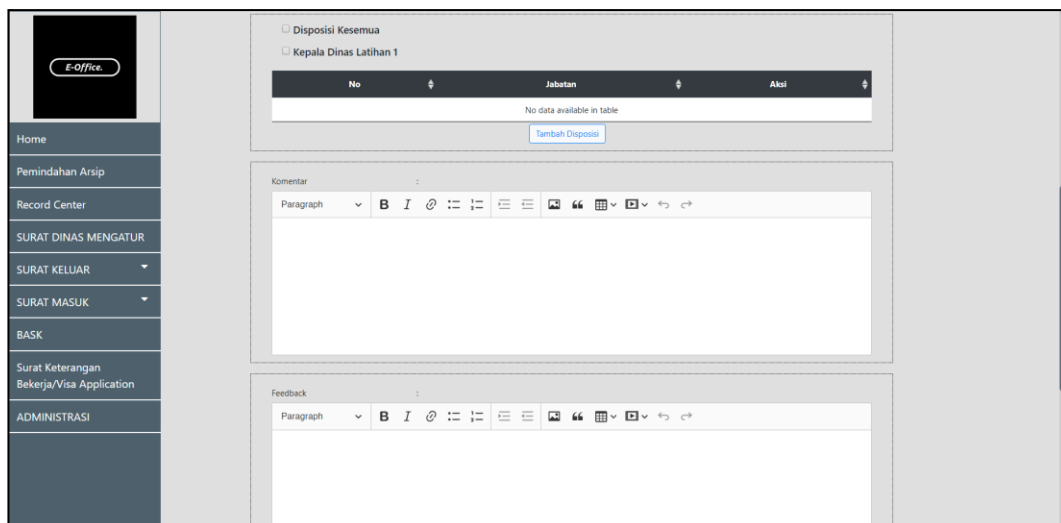 E-Office.
Home
Pemindahan Arsip
Record Center
SURAT DINAS MENGATUR
SURAT KELUAR
SURAT MASUK
BASK
Surat Keterangan
Bekerja/Visa Application
ADMINISTRASI
Disposisi Kesemua
Kepala Dinas Latihan 1
No Jabatan Aksi
No data available in table
Tambah Disposisi
Komentar :
Paragraph B I
Feedback :
Paragraph B I